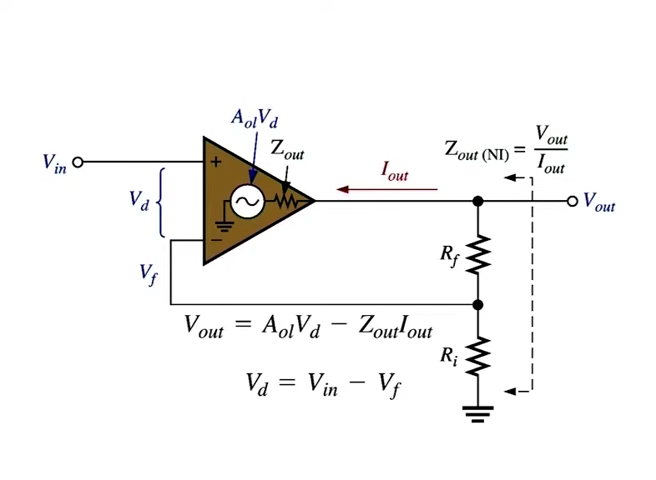 A_ol V_d
Z_out
Z_out (NI) = V_out / I_out
V_in
+
I_out
V_d
V_out
−
R_f
V_f
V_out = A_ol V_d − Z_out I_out
R_i
V_d = V_in − V_f